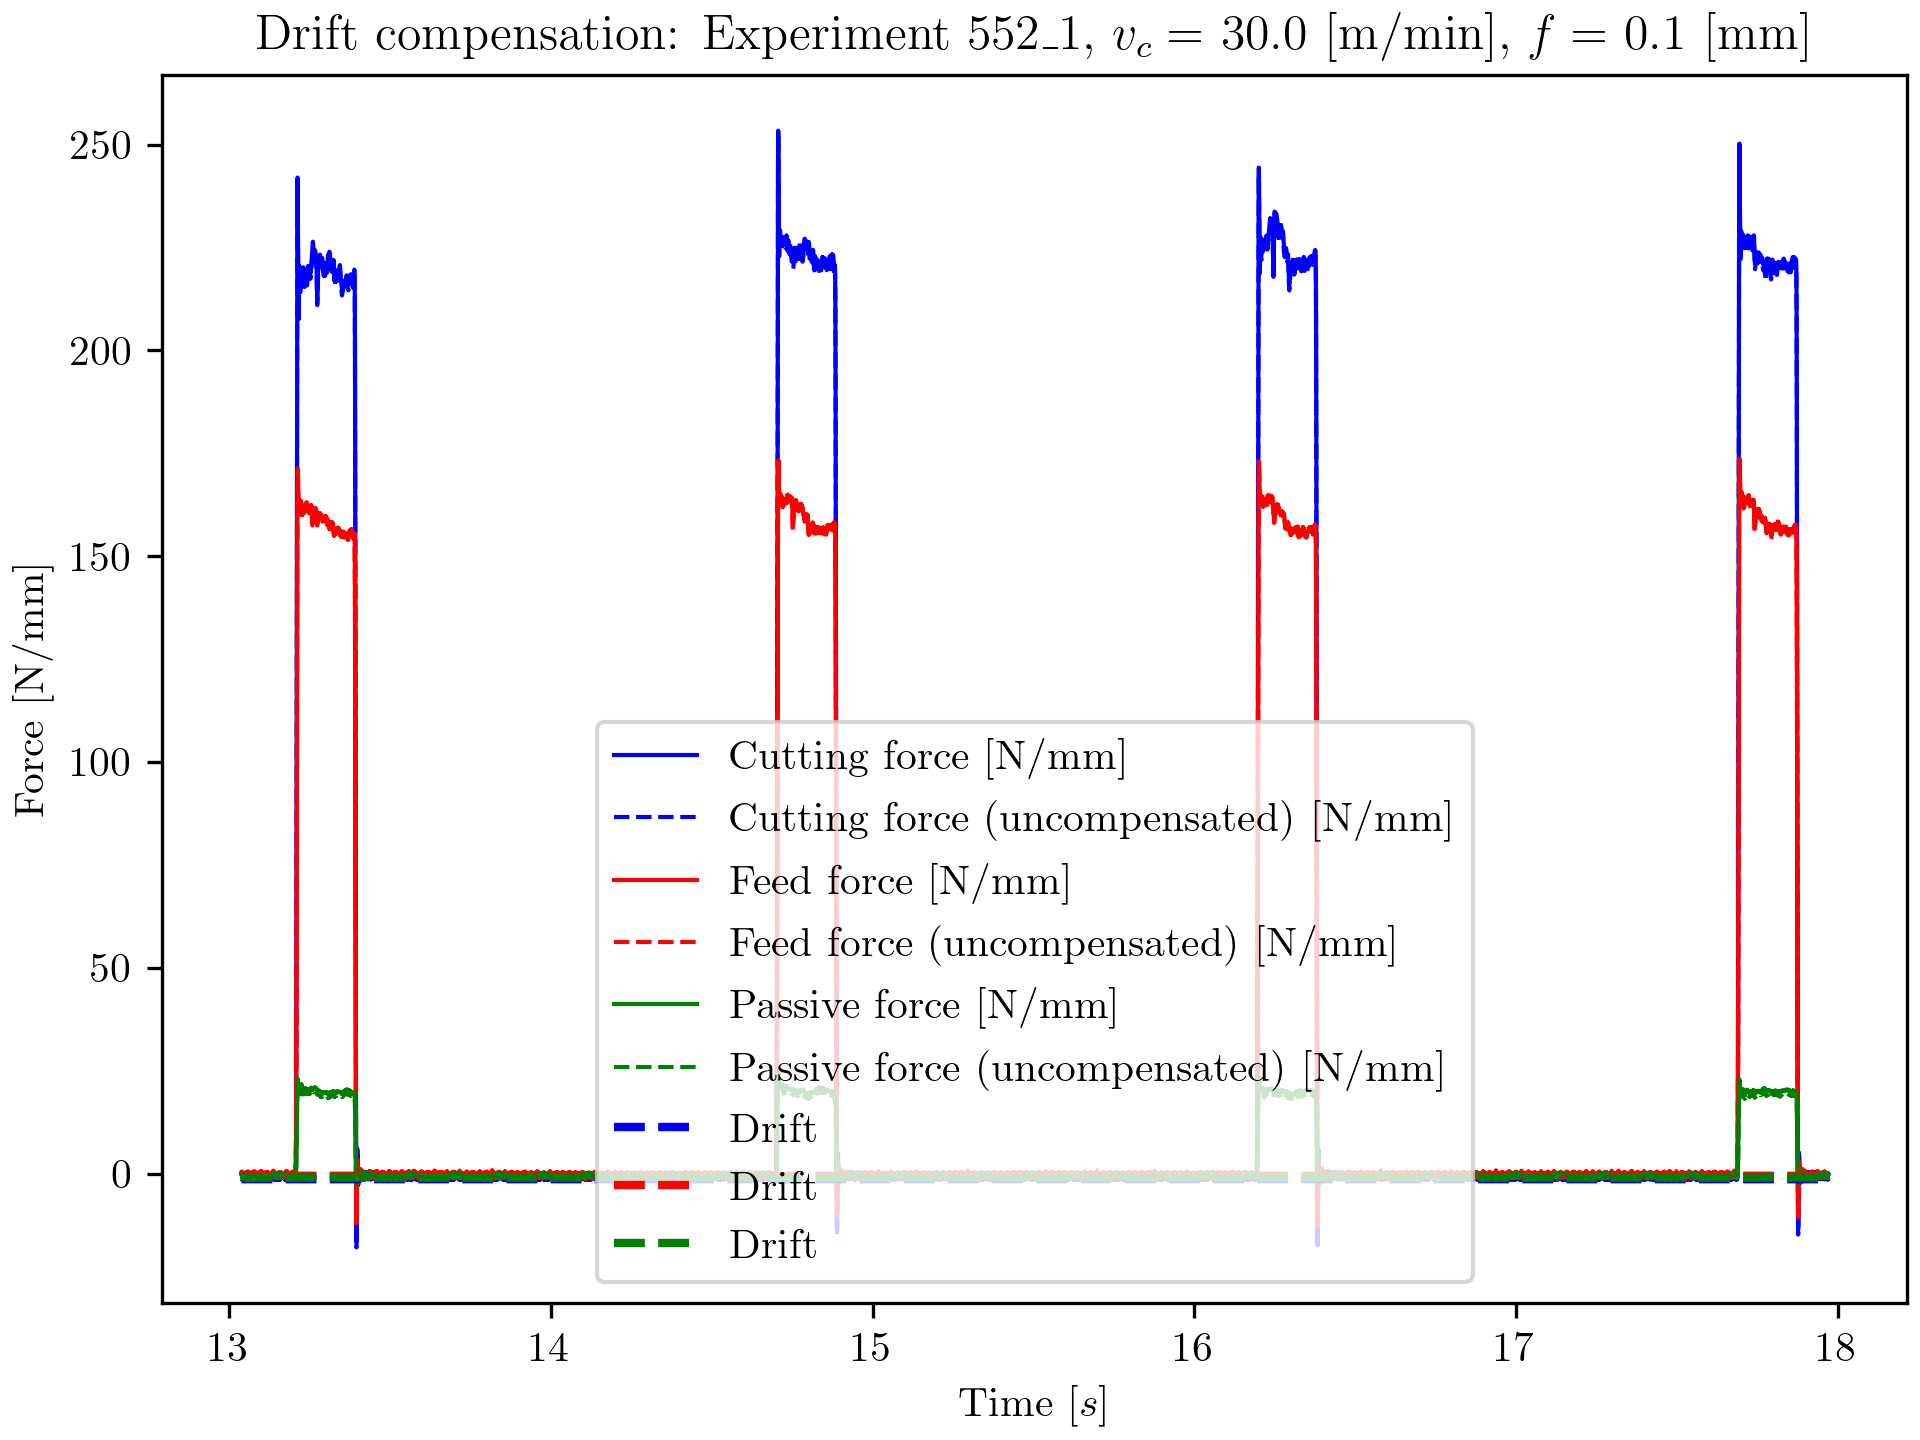 Drift compensation: Experiment 552_1, v_c = 30.0 [m/min], f = 0.1 [mm]
250
200
150
100
50
0
Force [N/mm]
Cutting force [N/mm]
Cutting force (uncompensated) [N/mm]
Feed force [N/mm]
Feed force (uncompensated) [N/mm]
Passive force [N/mm]
Passive force (uncompensated) [N/mm]
Drift
Drift
Drift
13 14 15 16 17 18
Time [s]